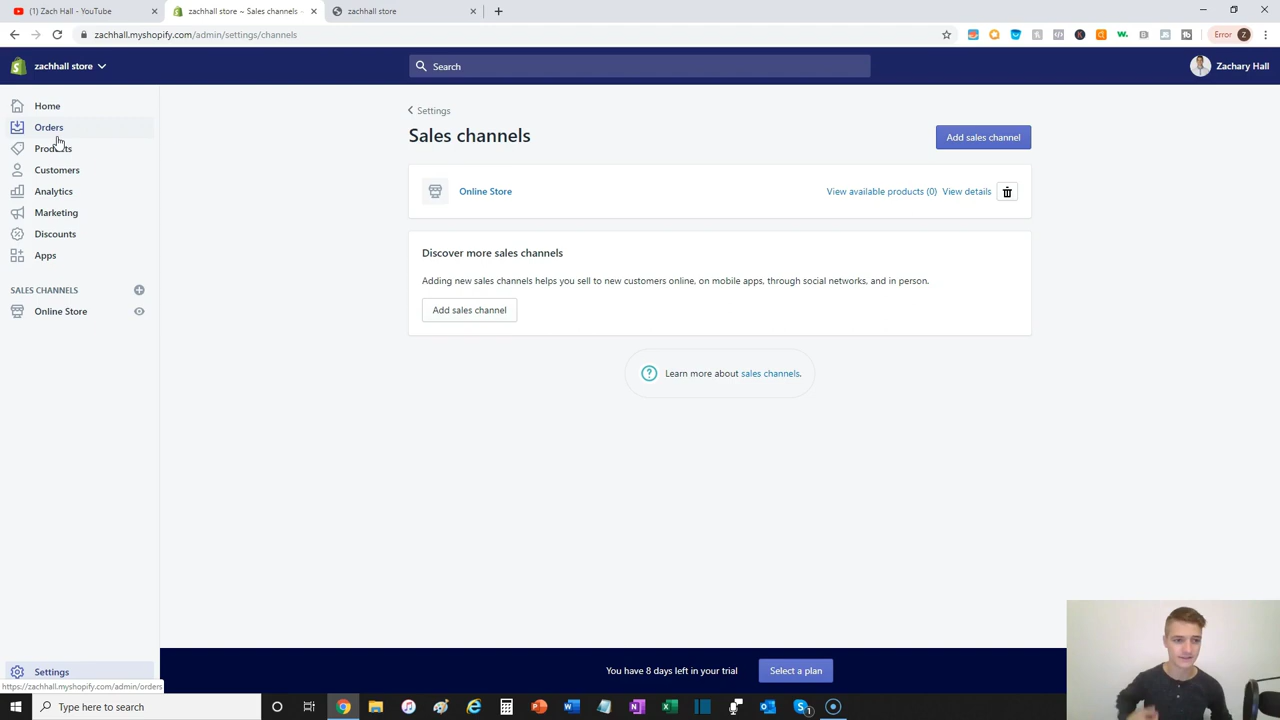 (1) Zach Hall - YouTube
zachhall store ~ Sales channels
zachhall store
zachhall.myshopify.com/admin/settings/channels
Error
Z
zachhall store
Search
Zachary Hall
Home
Orders
Products
Customers
Analytics
Marketing
Discounts
Apps
SALES CHANNELS
Online Store
Settings
https://zachhall.myshopify.com/admin/orders
Settings
Sales channels
Add sales channel
Online Store
View available products (0)
View details
Discover more sales channels
Adding new sales channels helps you sell to new customers online, on mobile apps, through social networks, and in person.
Add sales channel
Learn more about sales channels.
You have 8 days left in your trial
Select a plan
Type here to search